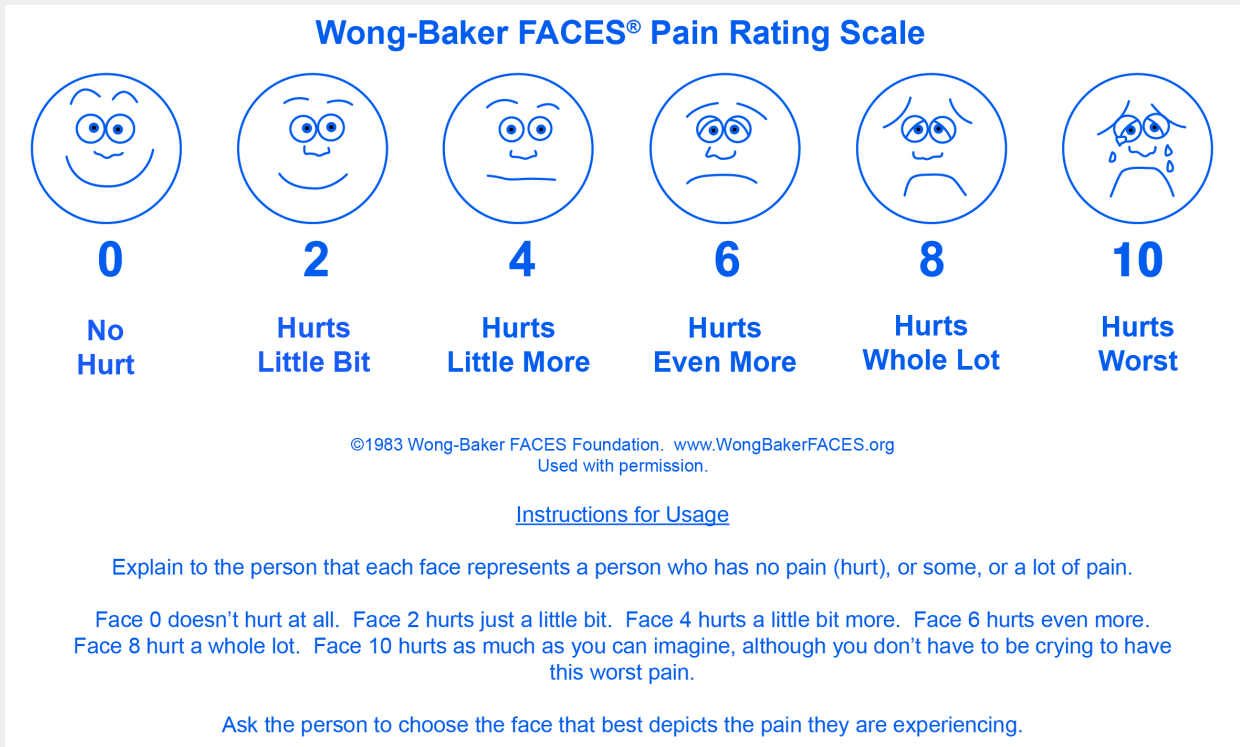 Wong-Baker FACES® Pain Rating Scale
0 2 4 6 8 10
No Hurts Hurts Hurts Hurts Hurts
Hurt Little Bit Little More Even More Whole Lot Worst
©1983 Wong-Baker FACES Foundation. www.WongBakerFACES.org
Used with permission.
Instructions for Usage
Explain to the person that each face represents a person who has no pain (hurt), or some, or a lot of pain.
Face 0 doesn’t hurt at all. Face 2 hurts just a little bit. Face 4 hurts a little bit more. Face 6 hurts even more.
Face 8 hurt a whole lot. Face 10 hurts as much as you can imagine, although you don’t have to be crying to have
this worst pain.
Ask the person to choose the face that best depicts the pain they are experiencing.